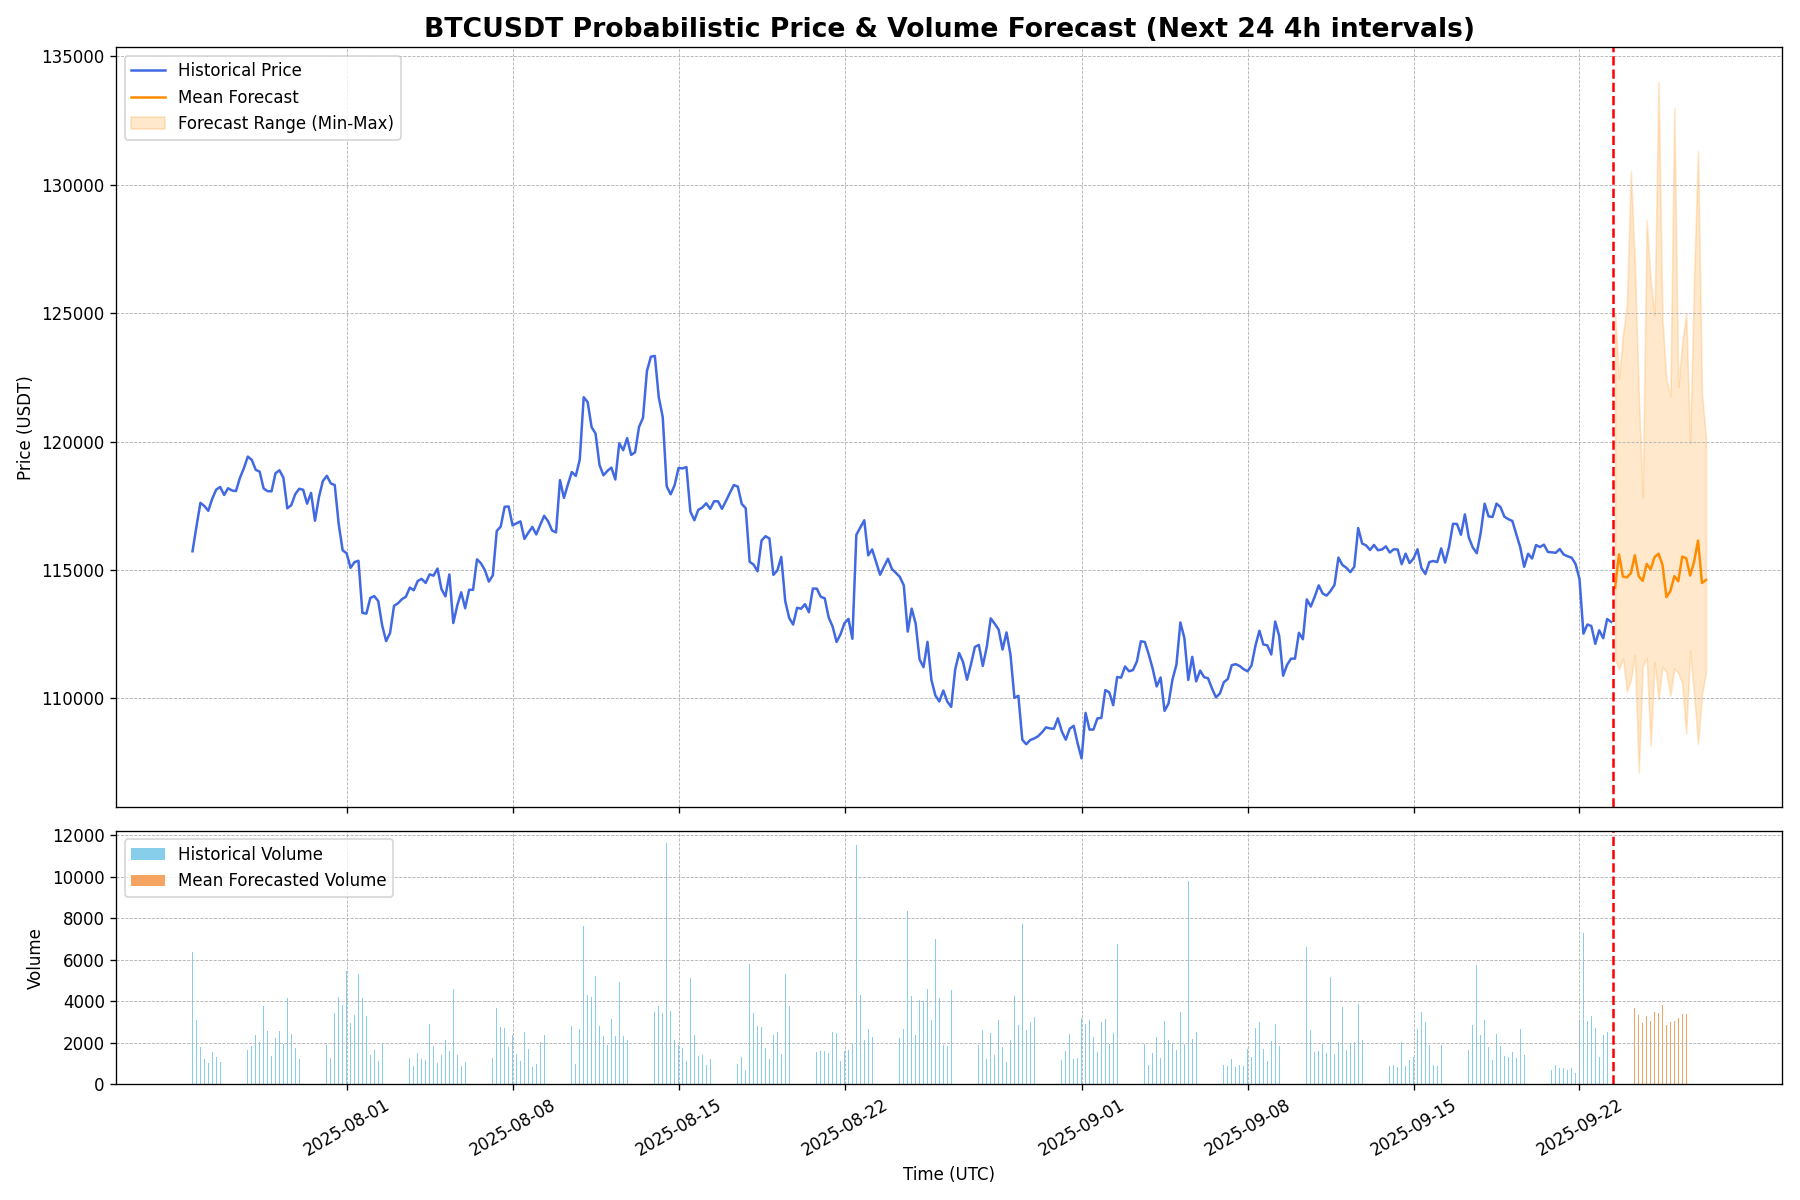 BTCUSDT Probabilistic Price & Volume Forecast (Next 24 4h intervals)
Historical Price
Mean Forecast
Forecast Range (Min-Max)
135000
130000
125000
120000
115000
110000
Price (USDT)
Historical Volume
Mean Forecasted Volume
12000
10000
8000
6000
4000
2000
0
Volume
2025-08-01
2025-08-08
2025-08-15
2025-08-22
2025-09-01
2025-09-08
2025-09-15
2025-09-22
Time (UTC)